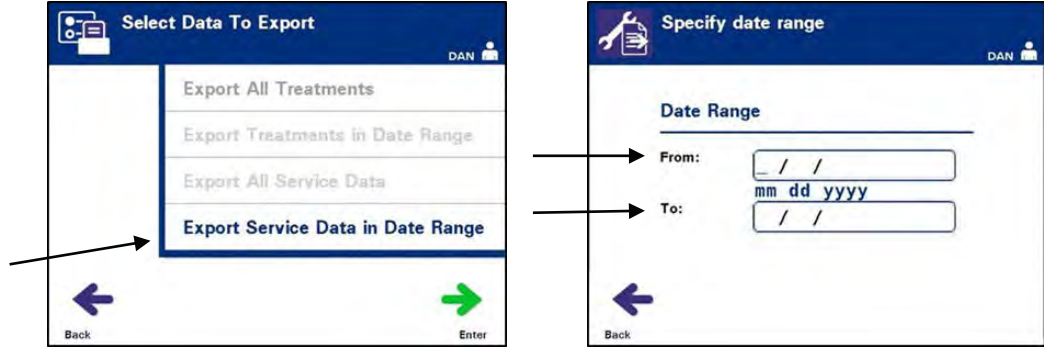 Select Data To Export
DAN
Export All Treatments
Export Treatments in Date Range
Export All Service Data
Export Service Data in Date Range
Back
Enter
Specify date range
DAN
Date Range
From:
_ / /
mm dd yyyy
To:
/ /
Back